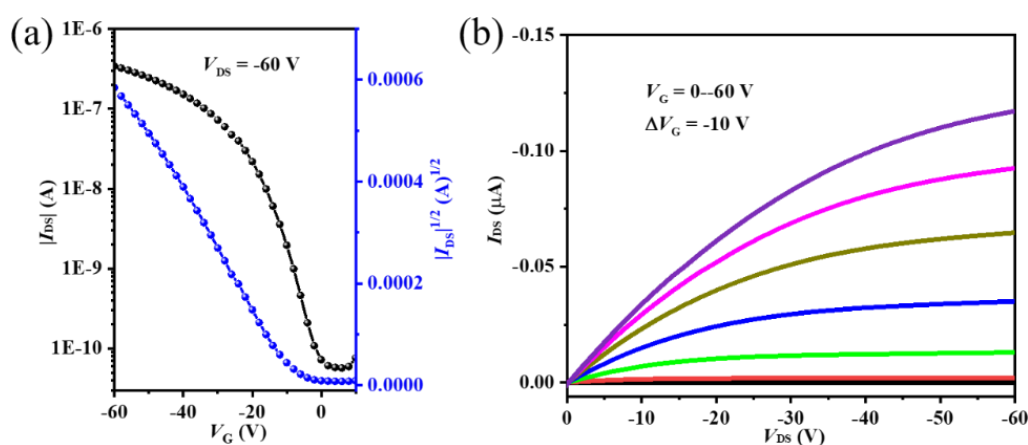 (a)
1E-6
1E-7
1E-8
1E-9
1E-10
|IDS| (A)
VDS = -60 V
0.0006
0.0004
0.0002
0.0000
|IDS|1/2 (A)1/2
-60
-40
-20
0
VG (V)
(b)
-0.15
-0.10
-0.05
0.00
IDS (μA)
VG = 0--60 V
ΔVG = -10 V
0
-10
-20
-30
-40
-50
-60
VDS (V)